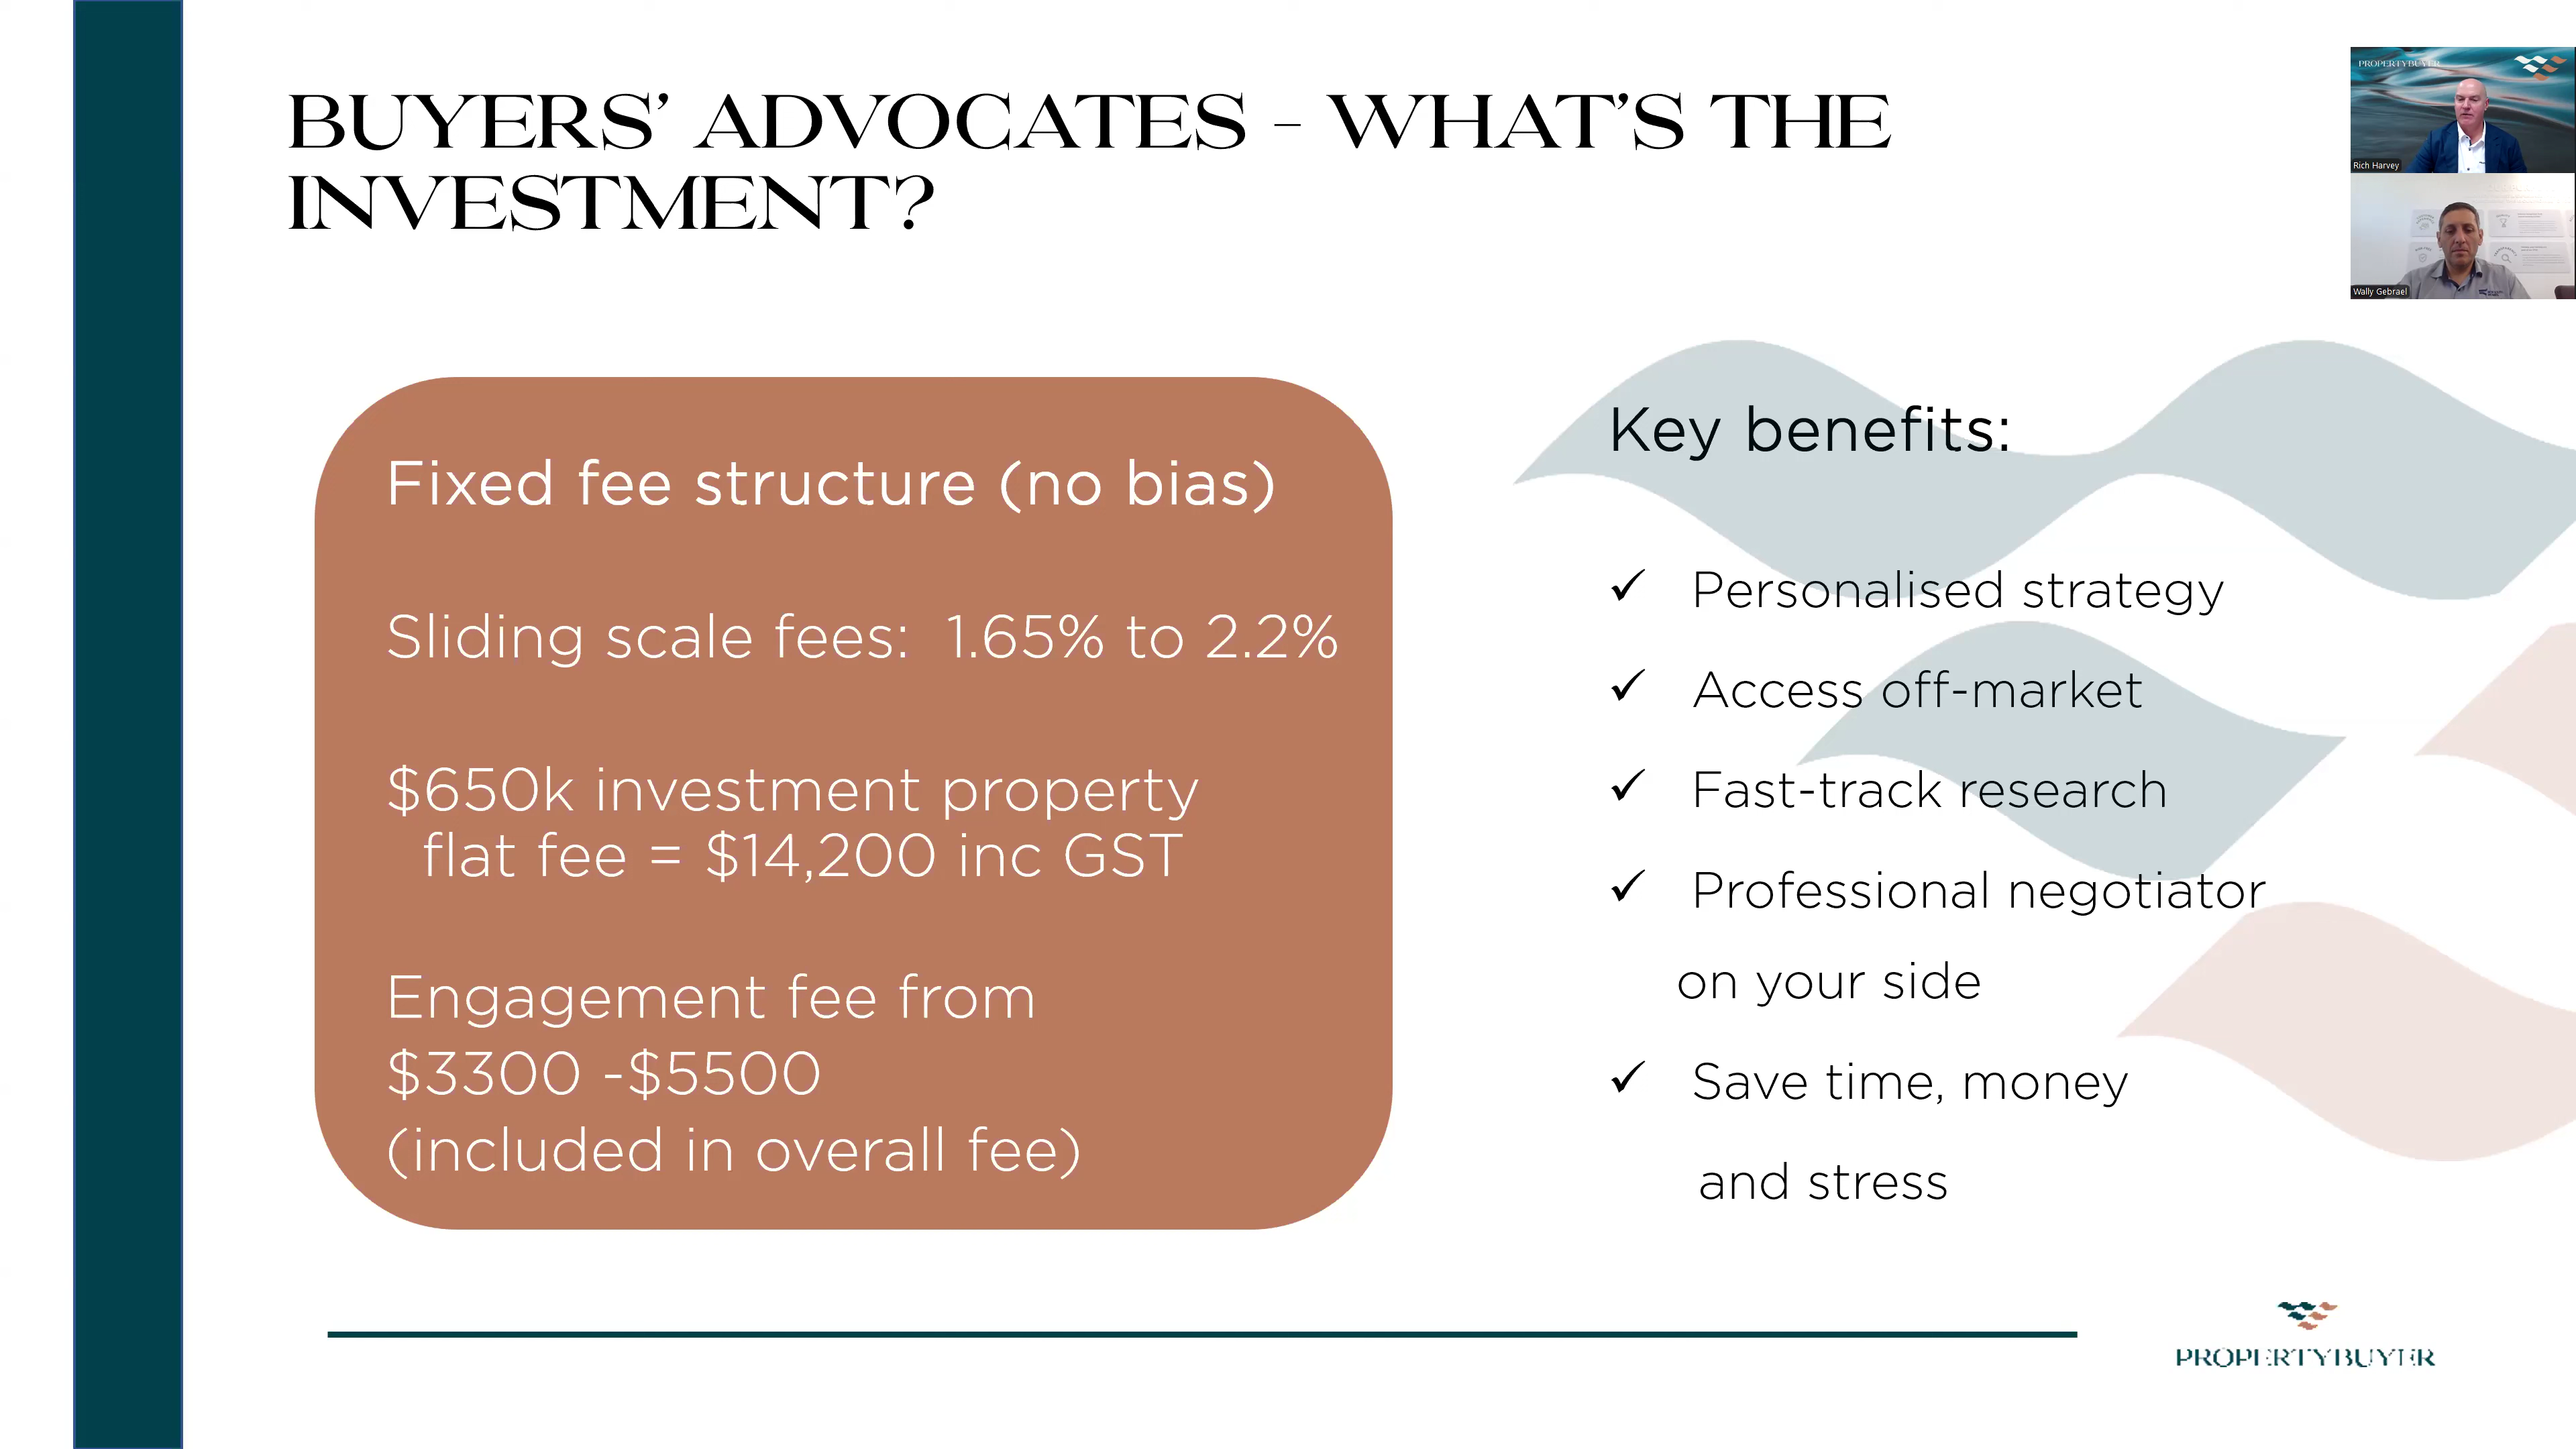 BUYERS' ADVOCATES – WHAT'S THE
INVESTMENT?
PROPERTYBUYER
Rich Harvey
Wally Gebrael
Fixed fee structure (no bias)
Sliding scale fees: 1.65% to 2.2%
$650k investment property
flat fee = $14,200 inc GST
Engagement fee from
$3300 -$5500
(included in overall fee)
Key benefits:
✓ Personalised strategy
✓ Access off-market
✓ Fast-track research
✓ Professional negotiator
on your side
✓ Save time, money
and stress
PROPERTYBUYER